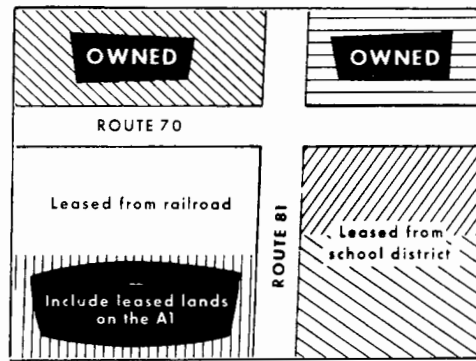 OWNED
OWNED
ROUTE 70
Leased from railroad
ROUTE 81
Leased from
school district
Include leased lands
on the A1